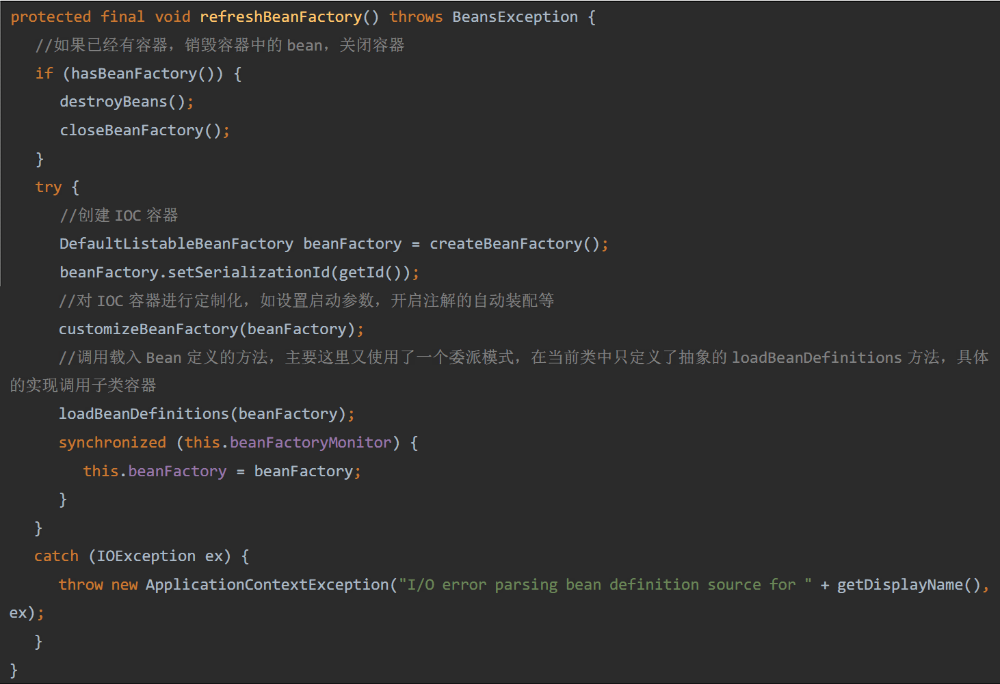 protected final void refreshBeanFactory() throws BeansException {
//如果已经有容器，销毁容器中的 bean，关闭容器
if (hasBeanFactory()) {
destroyBeans();
closeBeanFactory();
}
try {
//创建 IOC 容器
DefaultListableBeanFactory beanFactory = createBeanFactory();
beanFactory.setSerializationId(getId());
//对 IOC 容器进行定制化，如设置启动参数，开启注解的自动装配等
customizeBeanFactory(beanFactory);
//调用载入 Bean 定义的方法，主要这里又使用了一个委派模式，在当前类中只定义了抽象的 loadBeanDefinitions 方法，具体
的实现调用子类容器
loadBeanDefinitions(beanFactory);
synchronized (this.beanFactoryMonitor) {
this.beanFactory = beanFactory;
}
}
catch (IOException ex) {
throw new ApplicationContextException("I/O error parsing bean definition source for " + getDisplayName(),
ex);
}
}